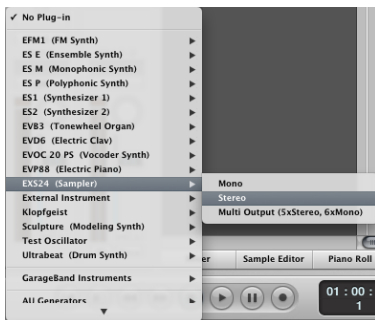 ✓ No Plug-in
EFM1 (FM Synth)
ES E (Ensemble Synth)
ES M (Monophonic Synth)
ES P (Polyphonic Synth)
ES1 (Synthesizer 1)
ES2 (Synthesizer 2)
EVB3 (Tonewheel Organ)
EVD6 (Electric Clav)
EVOC 20 PS (Vocoder Synth)
EVP88 (Electric Piano)
EXS24 (Sampler)
External Instrument
Klopfgeist
Sculpture (Modeling Synth)
Test Oscillator
Ultrabeat (Drum Synth)
GarageBand Instruments
AU Generators
Mono
Stereo
Multi Output (5xStereo, 6xMono)
er Sample Editor Piano Roll
01 : 00 :
1